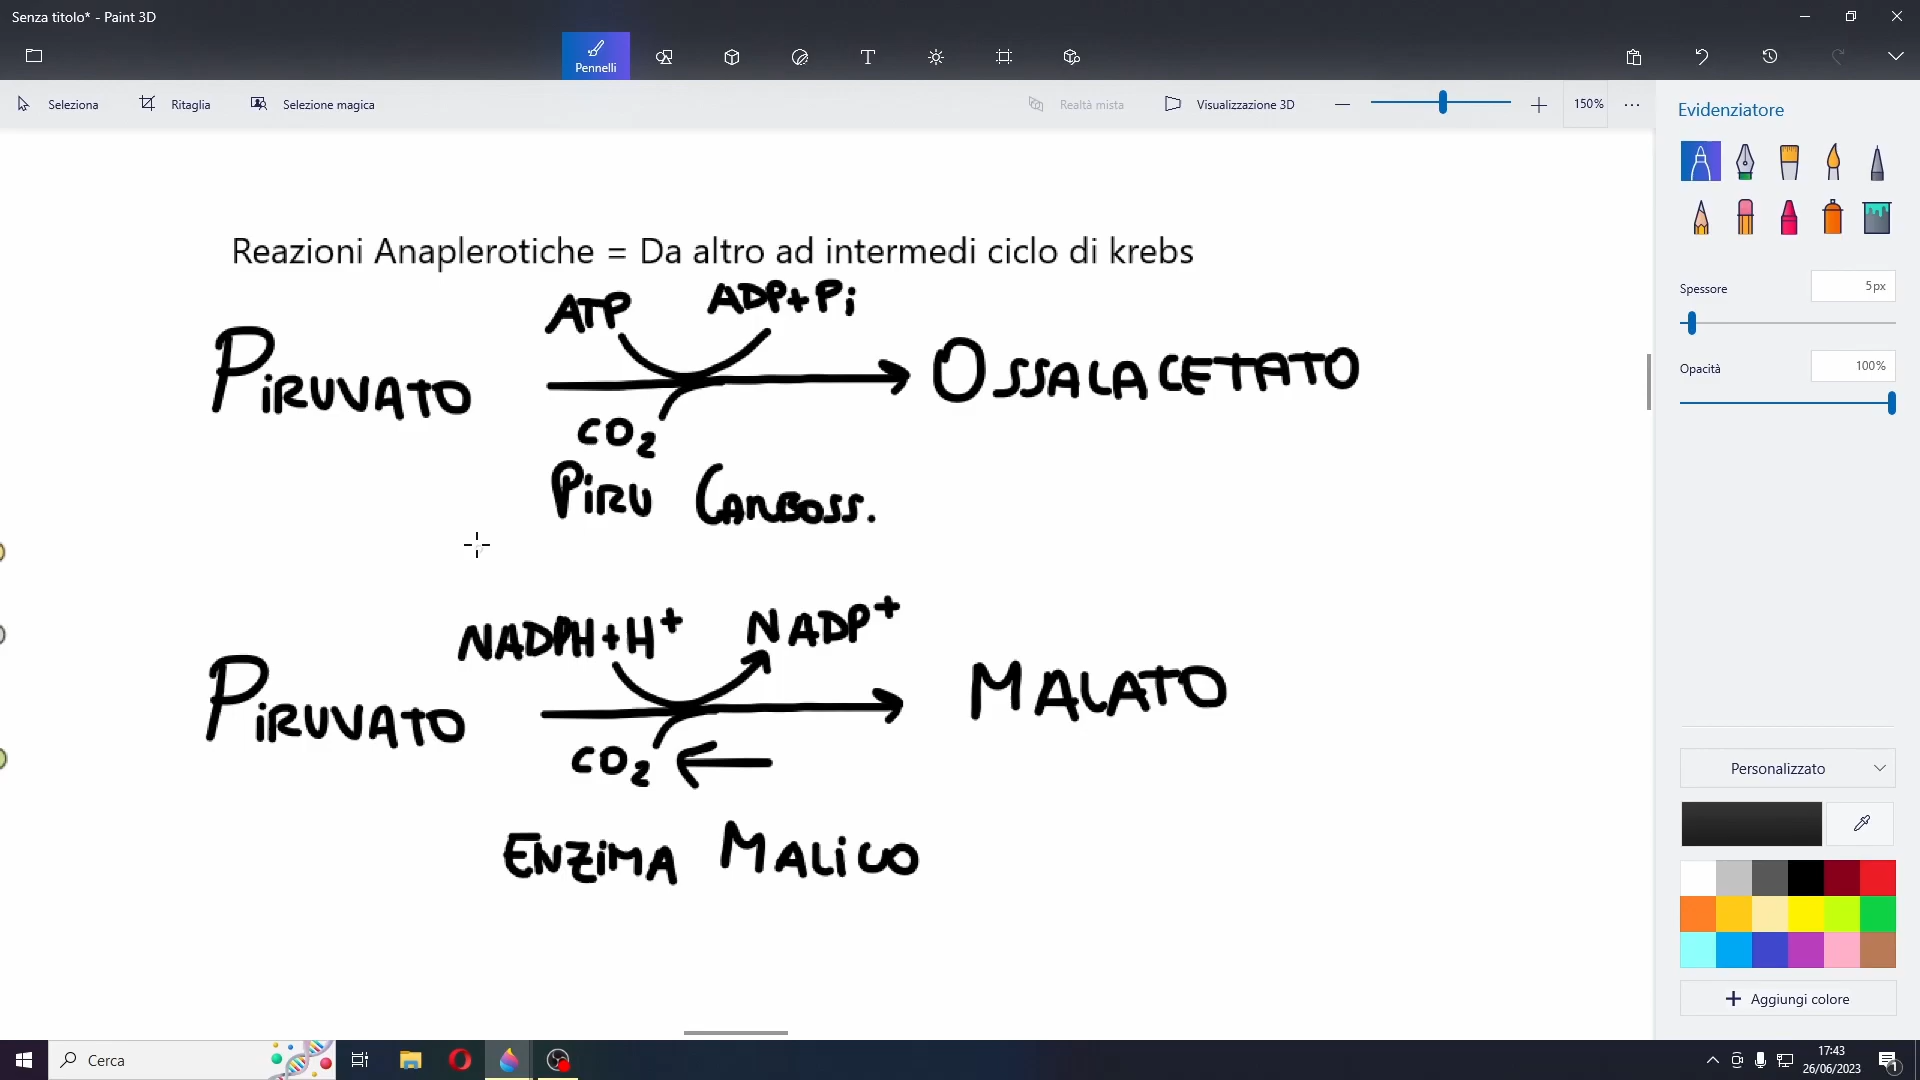 Senza titolo* - Paint 3D
Pennelli
Seleziona
Ritaglia
Selezione magica
Realtà mista
Visualizzazione 3D
150%
Evidenziatore
Spessore
5px
Opacità
100%
Reazioni Anaplerotiche = Da altro ad intermedi ciclo di krebs
ATP ADP+Pi
PIRUVATO OSSALACETATO
CO2
PIRU CARBOSS.
NADPH+H+ NADP+
PIRUVATO MALATO
CO2
ENZIMA MALICO
Personalizzato
Aggiungi colore
Cerca
17:43
26/06/2023
1